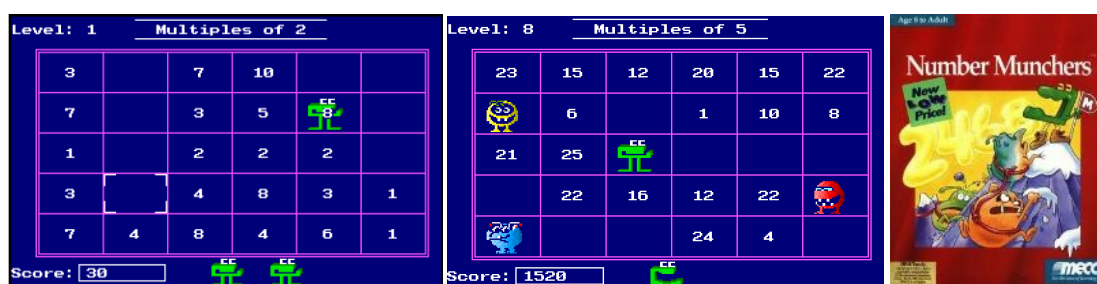 Level: 1 Multiples of 2
3 7 10
7 3 5 8
1 2 2 2
3 4 8 3 1
7 4 8 4 6 1
Score: 30
Level: 8 Multiples of 5
23 15 12 20 15 22
6 1 10 8
21 25
22 16 12 22
24 4
Score: 1520
Age 8 to Adult
Number Munchers
New
LOW
Price!
M
mecc